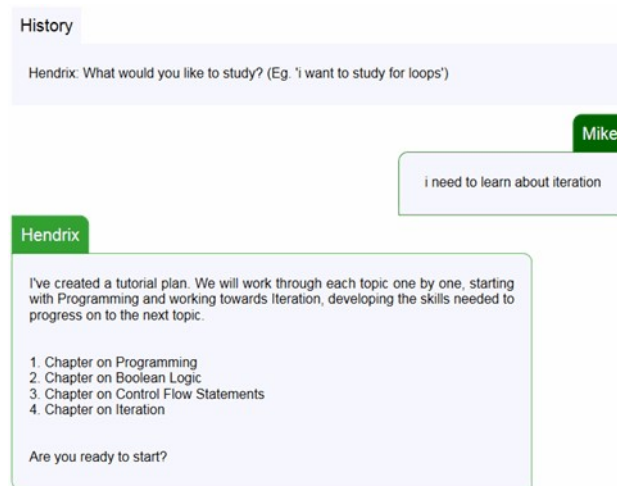 History
Hendrix: What would you like to study? (Eg. 'i want to study for loops')
Mike
i need to learn about iteration
Hendrix
I've created a tutorial plan. We will work through each topic one by one, starting
with Programming and working towards Iteration, developing the skills needed to
progress on to the next topic.
1. Chapter on Programming
2. Chapter on Boolean Logic
3. Chapter on Control Flow Statements
4. Chapter on Iteration
Are you ready to start?